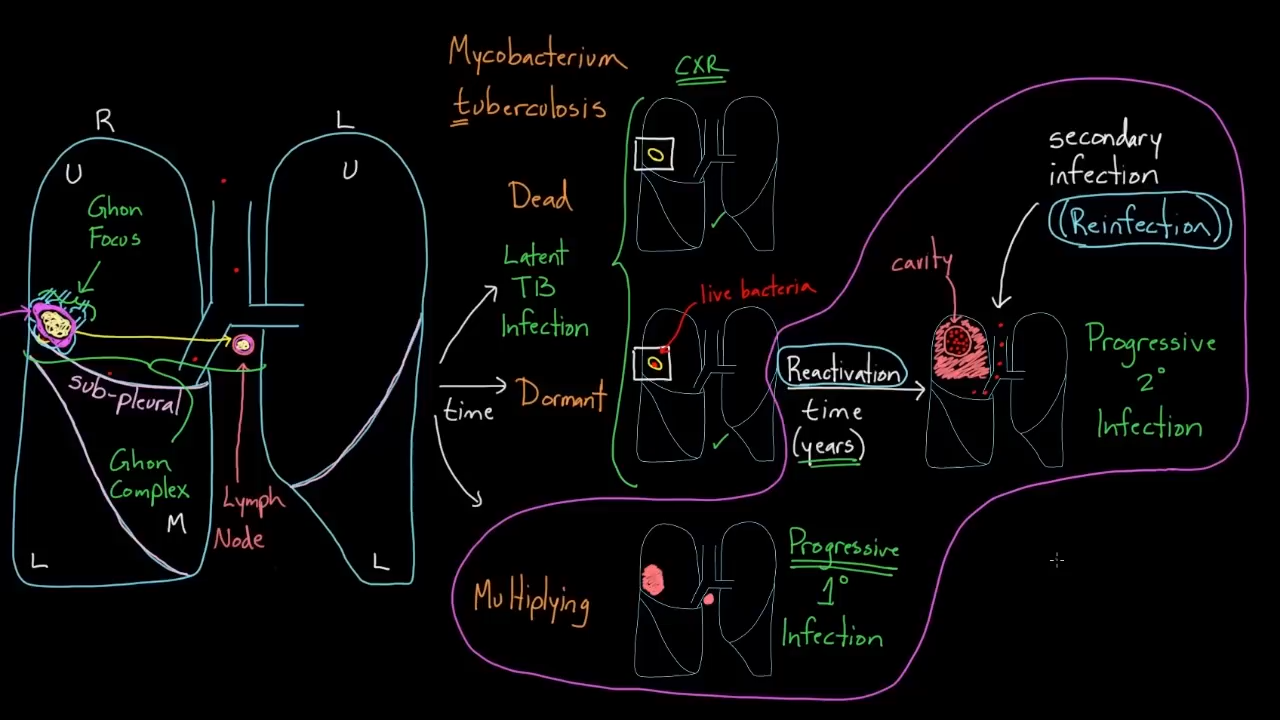 R
L
U
U
Ghon
Focus
sub-pleural
Ghon
Complex
M
L
L
Lymph
Node
Mycobacterium
tuberculosis
CXR
Dead
Latent
TB
Infection
Dormant
time
live bacteria
Reactivation
time
(years)
Multiplying
Progressive
1°
Infection
secondary
infection
(Reinfection)
cavity
Progressive
2°
Infection